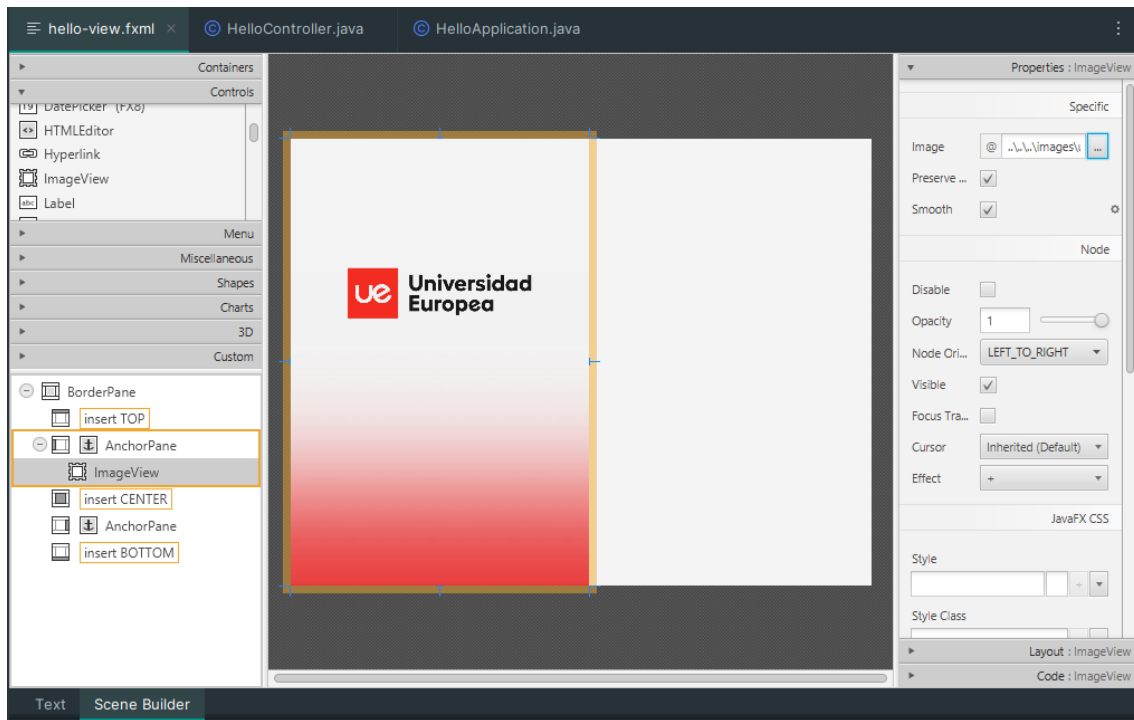 hello-view.fxml × © HelloController.java © HelloApplication.java
Containers
Controls
DatePicker (FX8)
HTMLEditor
Hyperlink
ImageView
abc Label
Menu
Miscellaneous
Shapes
Charts
3D
Custom
BorderPane
insert TOP
AnchorPane
ImageView
insert CENTER
AnchorPane
insert BOTTOM
ue Universidad
Europea
Properties : ImageView
Specific
Image @ ..\..\..\images\ ...
Preserve ...
Smooth
Node
Disable
Opacity 1
Node Ori... LEFT_TO_RIGHT
Visible
Focus Tra...
Cursor Inherited (Default)
Effect +
JavaFX CSS
Style
+
Style Class
Layout : ImageView
Code : ImageView
Text Scene Builder